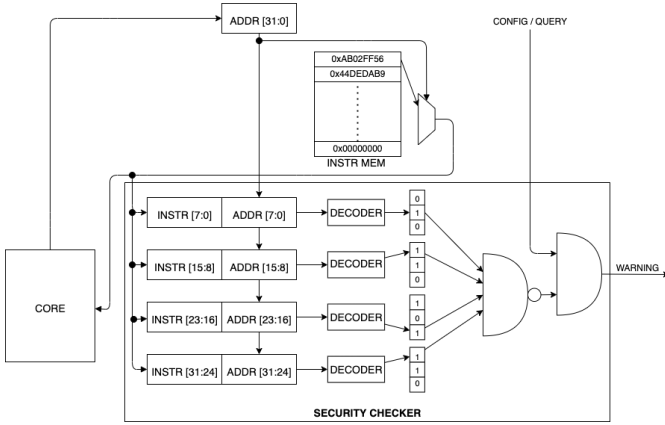 ADDR [31:0]
CONFIG / QUERY
0xAB02FF56
0x44DEDAB9
0x00000000
INSTR MEM
INSTR [7:0] ADDR [7:0] DECODER
0
1
0
INSTR [15:8] ADDR [15:8] DECODER
1
1
0
WARNING
CORE
INSTR [23:16] ADDR [23:16] DECODER
1
0
1
INSTR [31:24] ADDR [31:24] DECODER
1
1
0
SECURITY CHECKER